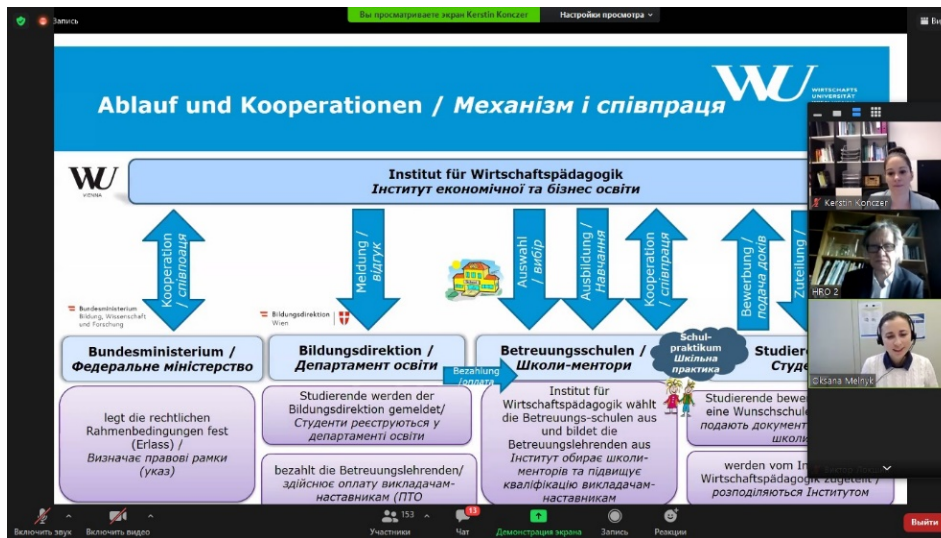 Запись
Вы просматриваете экран Kerstin Konczer
Настройки просмотра
Ablauf und Kooperationen / Механізм і співпраця
WU
WIRTSCHAFTS
UNIVERSITÄT
WU
VIENNA
Institut für Wirtschaftspädagogik
Інститут економічної та бізнес освіти
Kooperation
/ співпраця
Meldung /
відгук
Auswahl
/ вибір
Ausbildung /
Навчання
Kooperation
/ співпраця
Bewerbung /
подача доків
Zuteilung /
Bundesministerium
Bildung, Wissenschaft
und Forschung
Bildungsdirektion
Wien
Bundesministerium /
Федеральне міністерство
Bildungsdirektion /
Департамент освіти
Bezahlung
/оплата
Betreuungsschulen /
Школи-ментори
Schul-
praktikum
Шкільна
практика
Studiere
Студе
legt die rechtlichen
Rahmenbedingungen fest
(Erlass) /
Визначає правові рамки
(указ)
Studierende werden der
Bildungsdirektion gemeldet/
Студенти реєструються у
департаменті освіти
bezahlt die Betreuungslehrenden/
здійснює оплату викладачам-
наставникам (ПТО
Institut für
Wirtschaftspädagogik wählt
die Betreuungs-schulen aus
und bildet die
Betreuungslehrenden aus
Інститут обирає школи-
менторів та підвищує
кваліфікацію викладачам-
наставникам
Studierende bewe
eine Wunschschule
подають документ
школи
werden vom In
Wirtschaftspädagogik zugeteilt /
розподіляються Інститутом
Kerstin Konczer
HRO 2
Oksana Melnyk
Включить звук
Включить видео
153
Участники
13
Чат
Демонстрация экрана
Запись
Реакции
Выйти